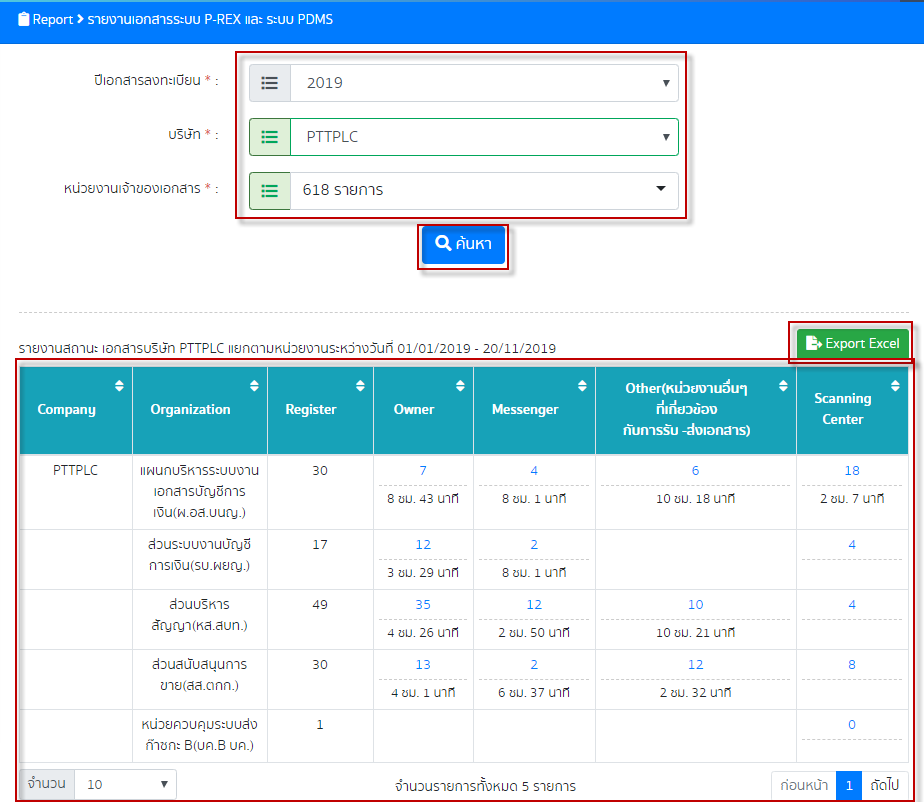 Report > รายงานเอกสารระบบ P-REX และ ระบบ PDMS
ปีเอกสารลงทะเบียน * :
2019
บริษัท * :
PTTPLC
หน่วยงานเจ้าของเอกสาร * :
618 รายการ
ค้นหา
รายงานสถานะ เอกสารบริษัท PTTPLC แยกตามหน่วยงานระหว่างวันที่ 01/01/2019 - 20/11/2019
Export Excel
Company
Organization
Register
Owner
Messenger
Other(หน่วยงานอื่นๆ
ที่เกี่ยวข้อง
กับการรับ -ส่งเอกสาร)
Scanning
Center
PTTPLC
แผนกบริหารระบบงาน
เอกสารบัญชีการ
เงิน(ผ.อส.บนญ.)
30
7
8 ชม. 43 นาที
4
8 ชม. 1 นาที
6
10 ชม. 18 นาที
18
2 ชม. 7 นาที
ส่วนระบบงานบัญชี
การเงิน(รบ.ผยญ.)
17
12
3 ชม. 29 นาที
2
8 ชม. 1 นาที
4
ส่วนบริหาร
สัญญา(หส.สบท.)
49
35
4 ชม. 26 นาที
12
2 ชม. 50 นาที
10
10 ชม. 21 นาที
4
ส่วนสนับสนุนการ
ขาย(สส.ตกก.)
30
13
4 ชม. 1 นาที
2
6 ชม. 37 นาที
12
2 ชม. 32 นาที
8
หน่วยควบคุมระบบส่ง
ก๊าซกะ B(บค.B บค.)
1
0
จำนวน
10
จำนวนรายการทั้งหมด 5 รายการ
ก่อนหน้า
1
ถัดไป